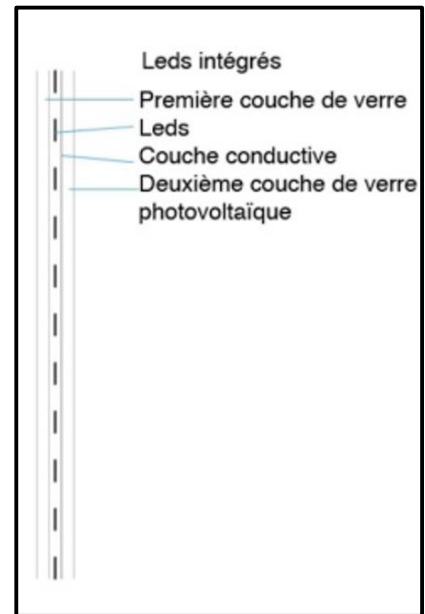 Leds intégrés
Première couche de verre
Leds
Couche conductive
Deuxième couche de verre
photovoltaïque